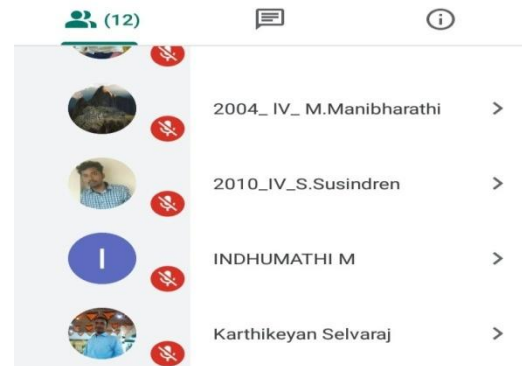 (12)
2004_ IV_ M.Manibharathi
2010_IV_S.Susindren
I
INDHUMATHI M
Karthikeyan Selvaraj